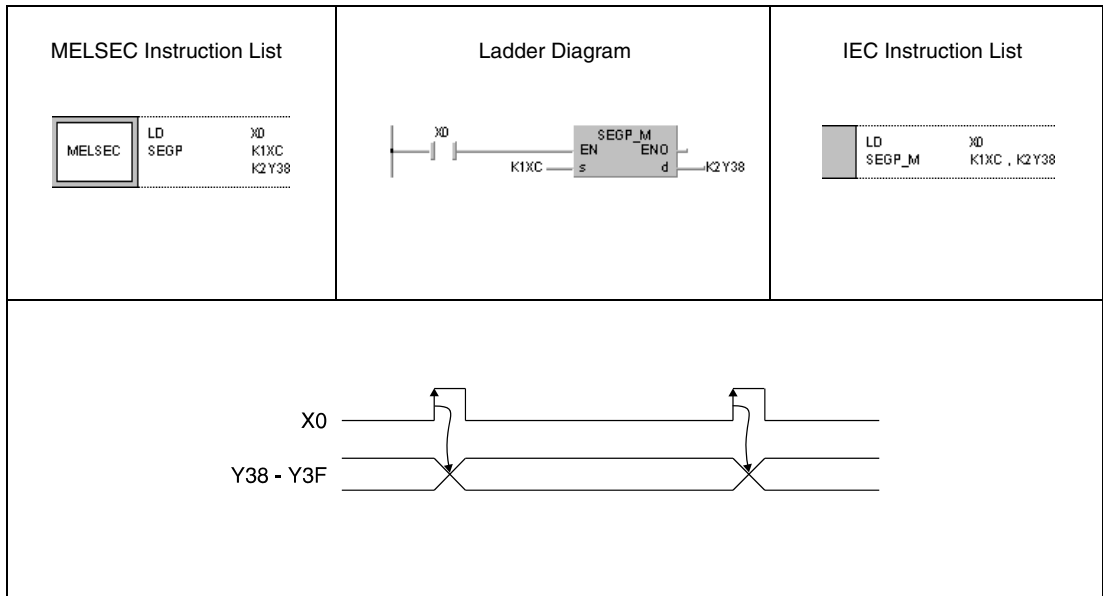 MELSEC Instruction List
MELSEC
LD X0
SEGP K1XC
K2Y38
Ladder Diagram
X0
SEGP_M
EN ENO
K1XC s d K2Y38
IEC Instruction List
LD X0
SEGP_M K1XC , K2Y38
X0
Y38 - Y3F